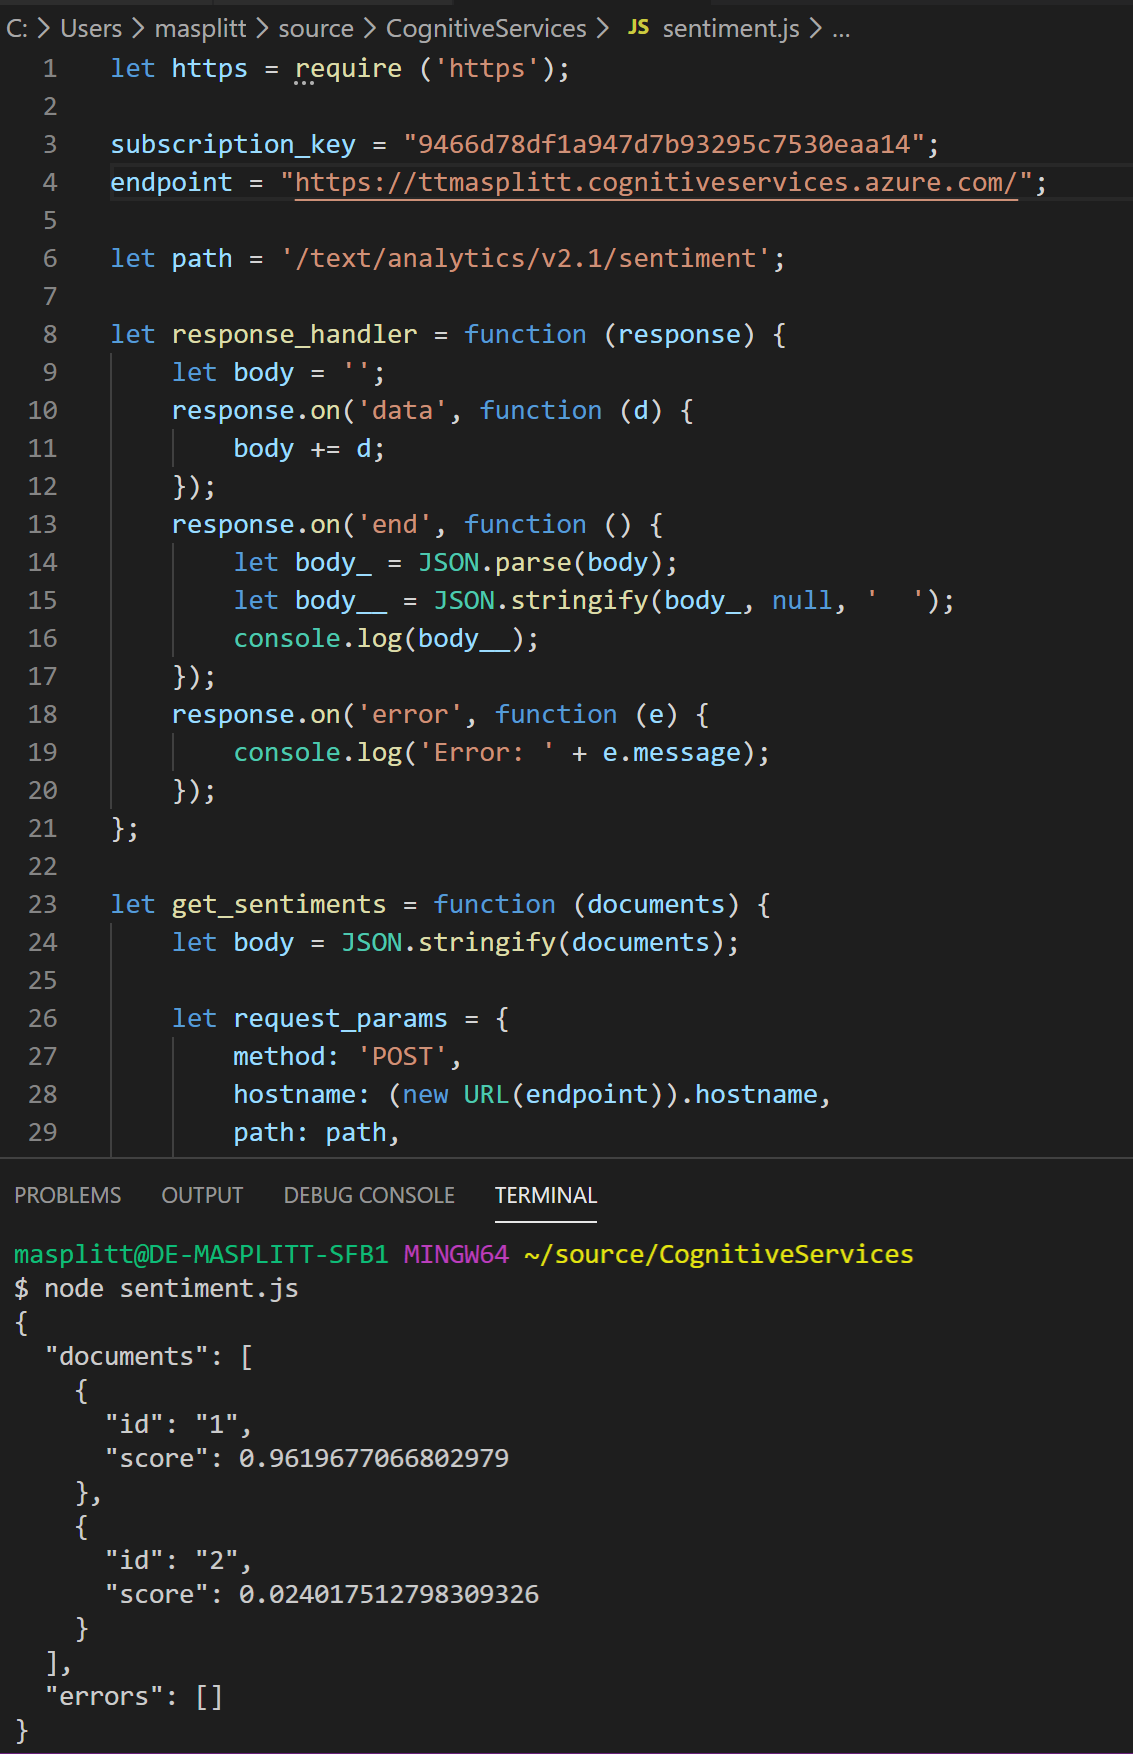 C: > Users > masplitt > source > CognitiveServices > JS sentiment.js > ...
1 let https = require ('https');
2
3 subscription_key = "9466d78df1a947d7b93295c7530eaa14";
4 endpoint = "https://ttmasplitt.cognitiveservices.azure.com/";
5
6 let path = '/text/analytics/v2.1/sentiment';
7
8 let response_handler = function (response) {
9     let body = '';
10     response.on('data', function (d) {
11         body += d;
12     });
13     response.on('end', function () {
14         let body_ = JSON.parse(body);
15         let body__ = JSON.stringify(body_, null, '  ');
16         console.log(body__);
17     });
18     response.on('error', function (e) {
19         console.log('Error: ' + e.message);
20     });
21 };
22
23 let get_sentiments = function (documents) {
24     let body = JSON.stringify(documents);
25
26     let request_params = {
27         method: 'POST',
28         hostname: (new URL(endpoint)).hostname,
29         path: path,
PROBLEMS OUTPUT DEBUG CONSOLE TERMINAL
masplitt@DE-MASPLITT-SFB1 MINGW64 ~/source/CognitiveServices
$ node sentiment.js
{
  "documents": [
    {
      "id": "1",
      "score": 0.9619677066802979
    },
    {
      "id": "2",
      "score": 0.024017512798309326
    }
  ],
  "errors": []
}